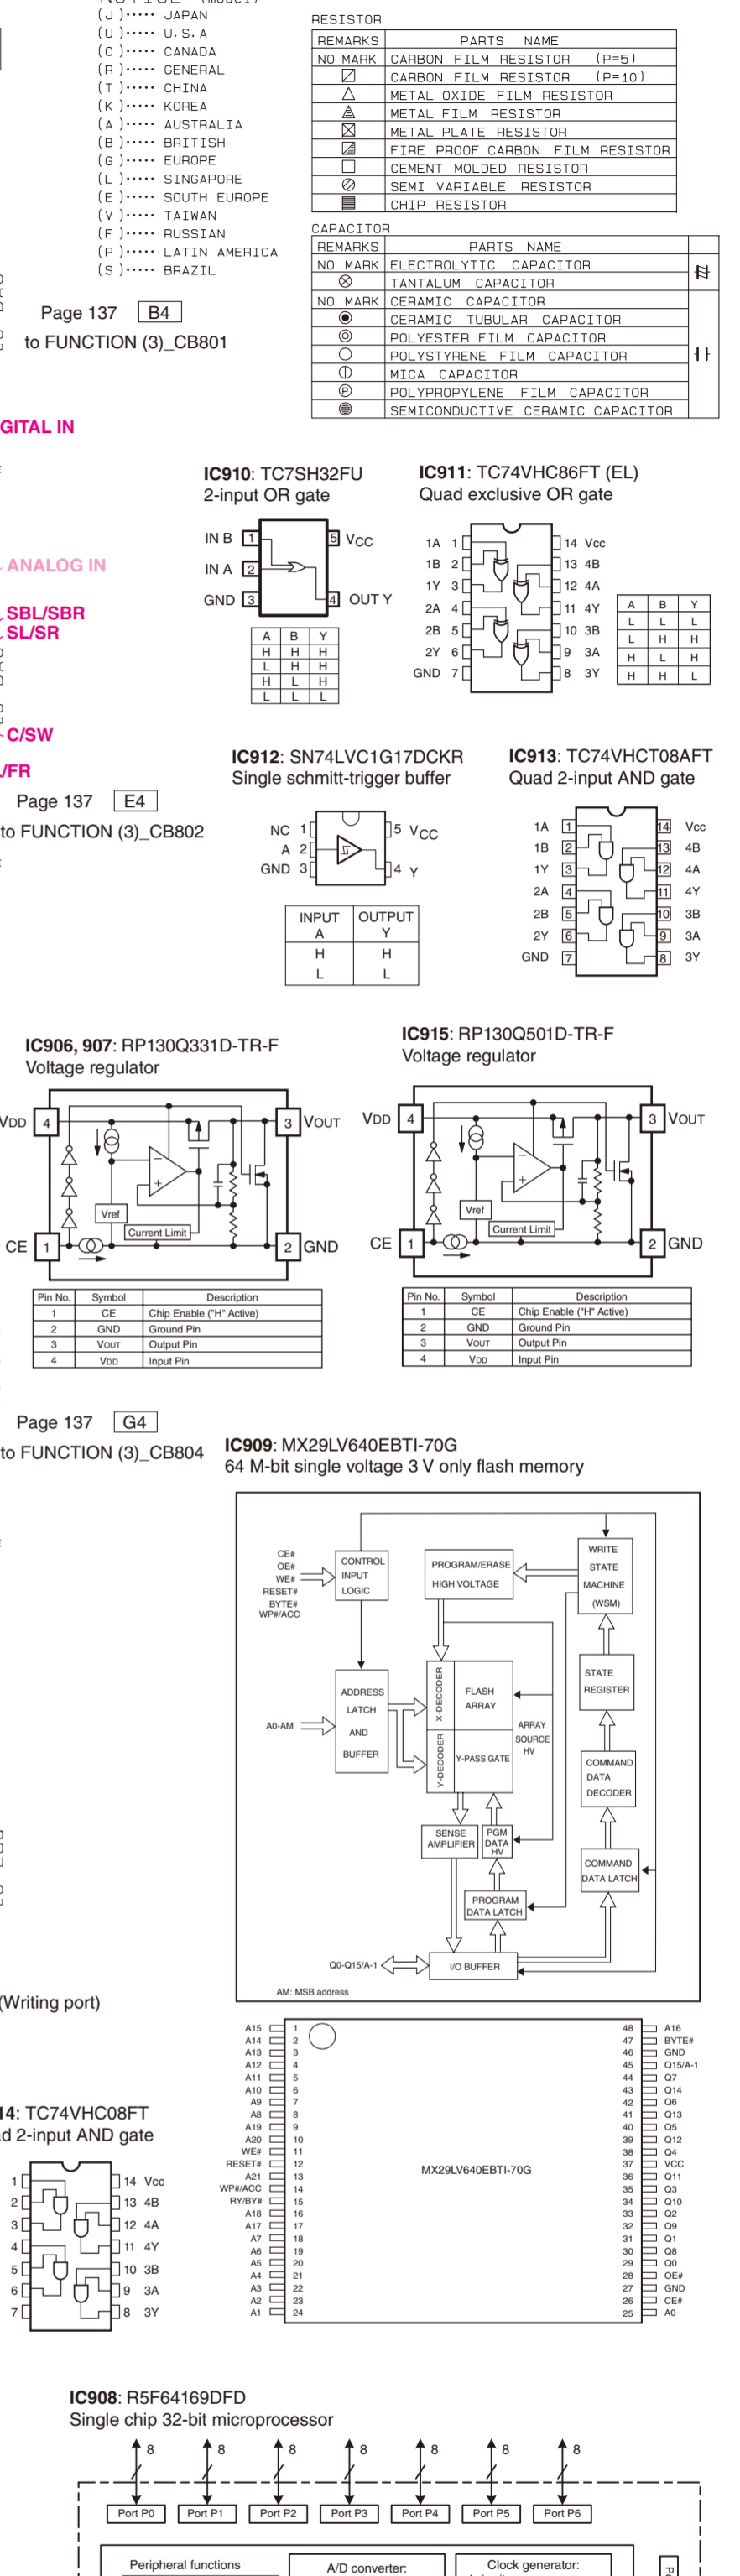 (J)····· JAPAN
(U)····· U.S.A
(C)····· CANADA
(R)····· GENERAL
(T)····· CHINA
(K)····· KOREA
(A)····· AUSTRALIA
(B)····· BRITISH
(G)····· EUROPE
(L)····· SINGAPORE
(E)····· SOUTH EUROPE
(V)····· TAIWAN
(F)····· RUSSIAN
(P)····· LATIN AMERICA
(S)····· BRAZIL
RESISTOR
REMARKS PARTS NAME
NO MARK CARBON FILM RESISTOR (P=5)
CARBON FILM RESISTOR (P=10)
METAL OXIDE FILM RESISTOR
METAL FILM RESISTOR
METAL PLATE RESISTOR
FIRE PROOF CARBON FILM RESISTOR
CEMENT MOLDED RESISTOR
SEMI VARIABLE RESISTOR
CHIP RESISTOR
CAPACITOR
REMARKS PARTS NAME
NO MARK ELECTROLYTIC CAPACITOR
TANTALUM CAPACITOR
NO MARK CERAMIC CAPACITOR
CERAMIC TUBULAR CAPACITOR
POLYESTER FILM CAPACITOR
POLYSTYRENE FILM CAPACITOR
MICA CAPACITOR
P POLYPROPYLENE FILM CAPACITOR
SEMICONDUCTIVE CERAMIC CAPACITOR
Page 137 B4
to FUNCTION (3)_CB801
GITAL IN
ANALOG IN
SBL/SBR
SL/SR
C/SW
/FR
Page 137 E4
to FUNCTION (3)_CB802
IC910: TC7SH32FU
2-input OR gate
IN B 1 5 VCC
IN A 2
GND 3 4 OUT Y
A B Y
H H H
L H H
H L H
L L L
IC911: TC74VHC86FT (EL)
Quad exclusive OR gate
1A 1 14 Vcc
1B 2 13 4B
1Y 3 12 4A
2A 4 11 4Y
2B 5 10 3B
2Y 6 9 3A
GND 7 8 3Y
A B Y
L L L
L H H
H L H
H H L
IC912: SN74LVC1G17DCKR
Single schmitt-trigger buffer
NC 1 5 VCC
A 2
GND 3 4 Y
INPUT OUTPUT
A Y
H H
L L
IC913: TC74VHCT08AFT
Quad 2-input AND gate
1A 1 14 Vcc
1B 2 13 4B
1Y 3 12 4A
2A 4 11 4Y
2B 5 10 3B
2Y 6 9 3A
GND 7 8 3Y
IC906, 907: RP130Q331D-TR-F
Voltage regulator
VDD 4 3 VOUT
Vref
Current Limit
CE 1 2 GND
Pin No. Symbol Description
1 CE Chip Enable ("H" Active)
2 GND Ground Pin
3 VOUT Output Pin
4 VDD Input Pin
IC915: RP130Q501D-TR-F
Voltage regulator
VDD 4 3 VOUT
Vref
Current Limit
CE 1 2 GND
Pin No. Symbol Description
1 CE Chip Enable ("H" Active)
2 GND Ground Pin
3 VOUT Output Pin
4 VDD Input Pin
Page 137 G4
to FUNCTION (3)_CB804
IC909: MX29LV640EBTI-70G
64 M-bit single voltage 3 V only flash memory
CE#
OE#
WE#
RESET#
BYTE#
WP#/ACC
CONTROL
INPUT
LOGIC
PROGRAM/ERASE
HIGH VOLTAGE
WRITE
STATE
MACHINE
(WSM)
A0-AM
ADDRESS
LATCH
AND
BUFFER
X-DECODER
FLASH
ARRAY
Y-DECODER
Y-PASS GATE
ARRAY
SOURCE
HV
STATE
REGISTER
COMMAND
DATA
DECODER
SENSE
AMPLIFIER
PGM
DATA
HV
COMMAND
DATA LATCH
PROGRAM
DATA LATCH
Q0-Q15/A-1
I/O BUFFER
AM: MSB address
A15 1 48 A16
A14 2 47 BYTE#
A13 3 46 GND
A12 4 45 Q15/A-1
A11 5 44 Q7
A10 6 43 Q14
A9 7 42 Q6
A8 8 41 Q13
A19 9 40 Q5
A20 10 39 Q12
WE# 11 38 Q4
RESET# 12 37 VCC
A21 13 36 Q11
WP#/ACC 14 35 Q3
RY/BY# 15 34 Q10
A18 16 33 Q2
A17 17 32 Q9
A7 18 31 Q1
A6 19 30 Q8
A5 20 29 Q0
A4 21 28 OE#
A3 22 27 GND
A2 23 26 CE#
A1 24 25 A0
MX29LV640EBTI-70G
(Writing port)
14: TC74VHC08FT
d 2-input AND gate
1 14 Vcc
2 13 4B
3 12 4A
4 11 4Y
5 10 3B
6 9 3A
7 8 3Y
IC908: R5F64169DFD
Single chip 32-bit microprocessor
8 8 8 8 8 8 8
Port P0 Port P1 Port P2 Port P3 Port P4 Port P5 Port P6
Peripheral functions
A/D converter:
Clock generator: